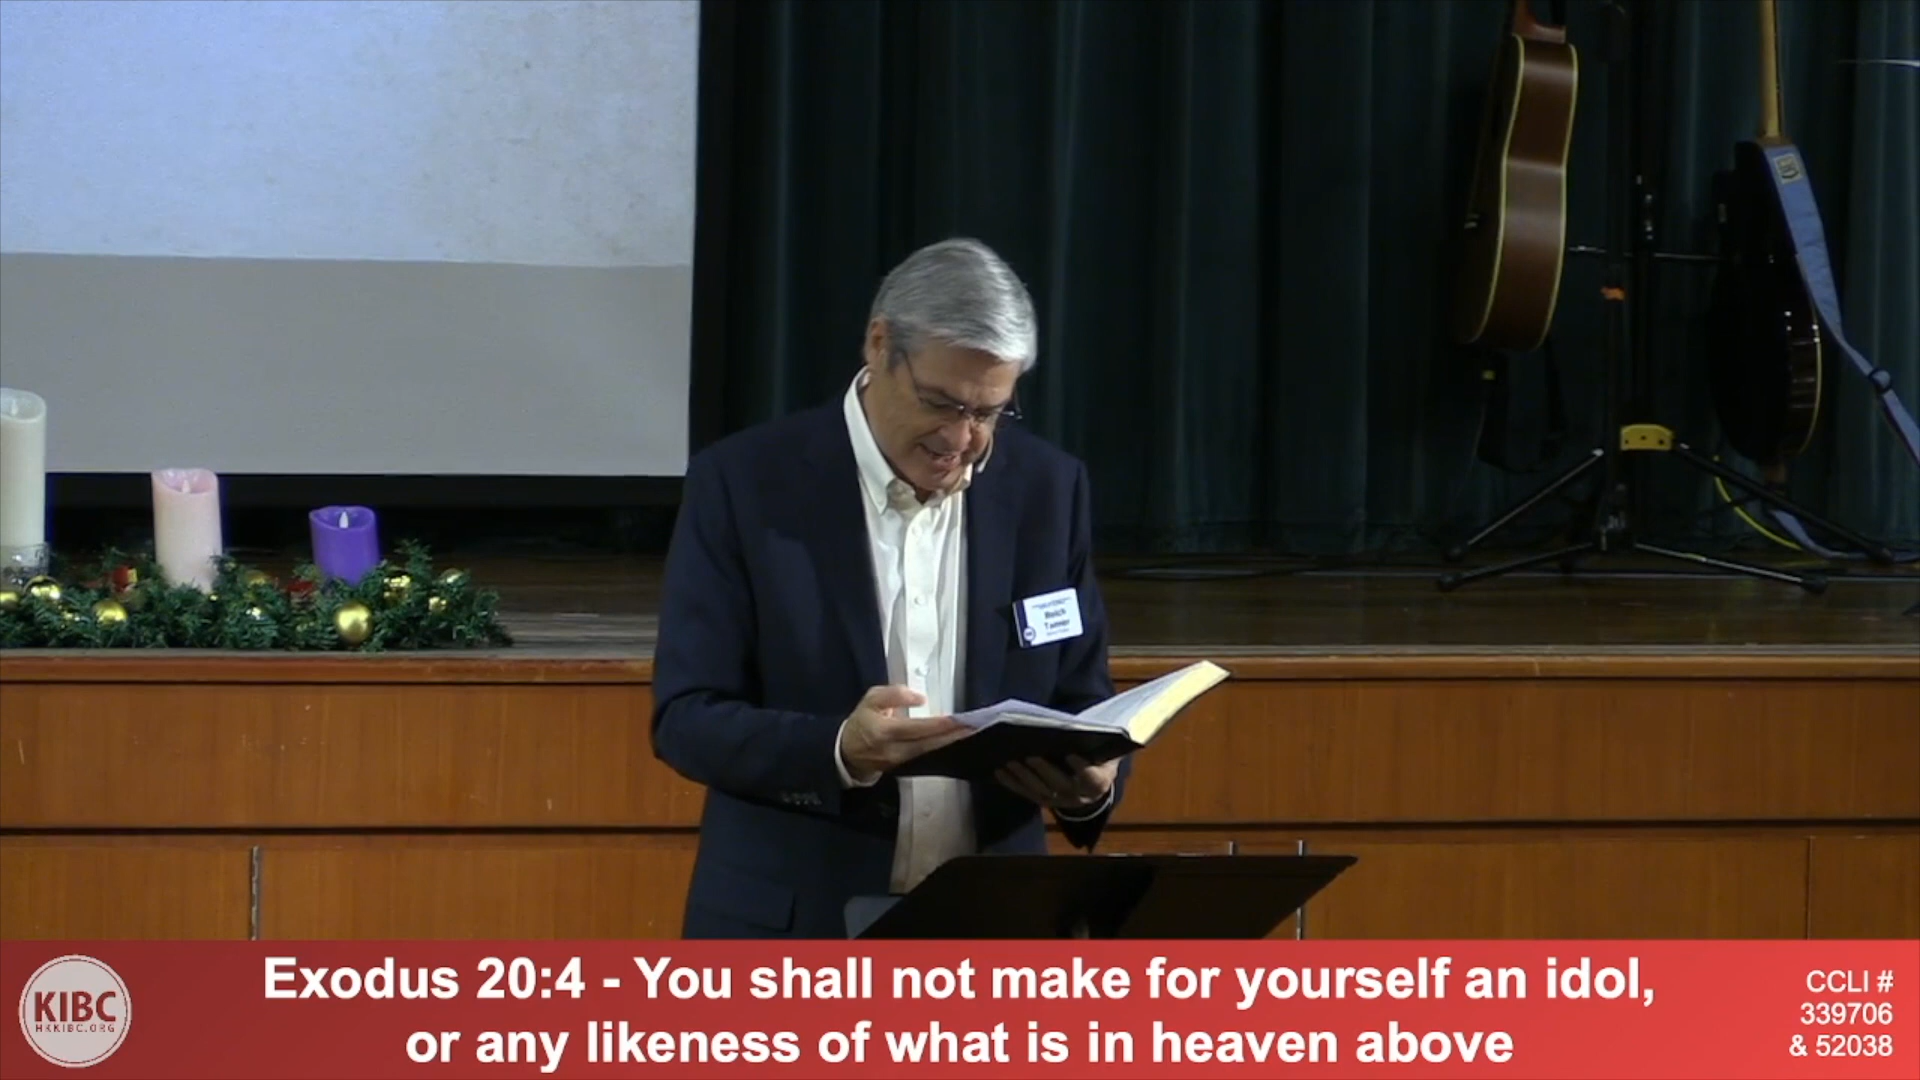 Exodus 20:4 - You shall not make for yourself an idol,
or any likeness of what is in heaven above
KIBC
HKKIBC.ORG
CCLI #
339706
& 52038